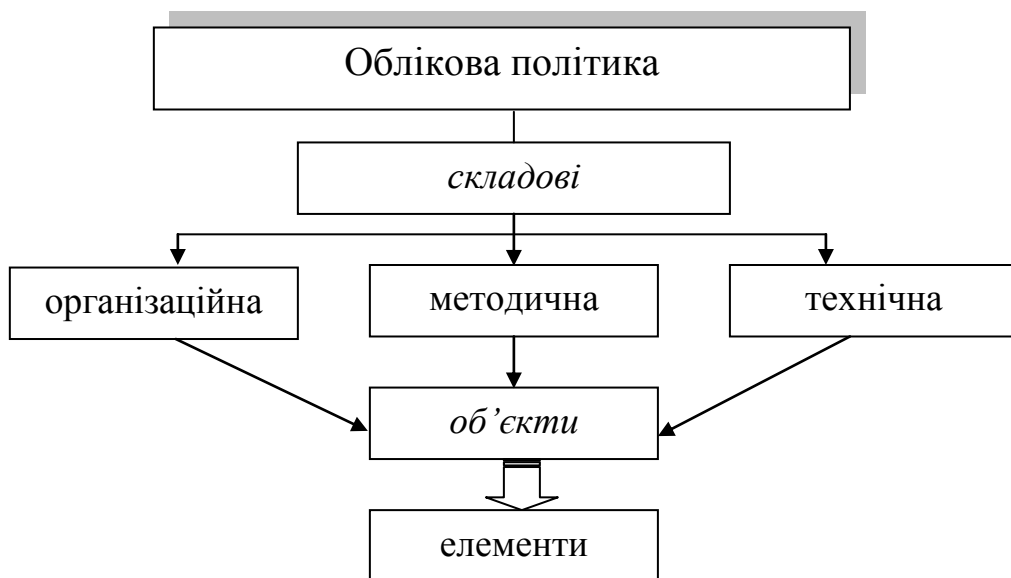 Облікова політика
складові
організаційна
методична
технічна
об’єкти
елементи